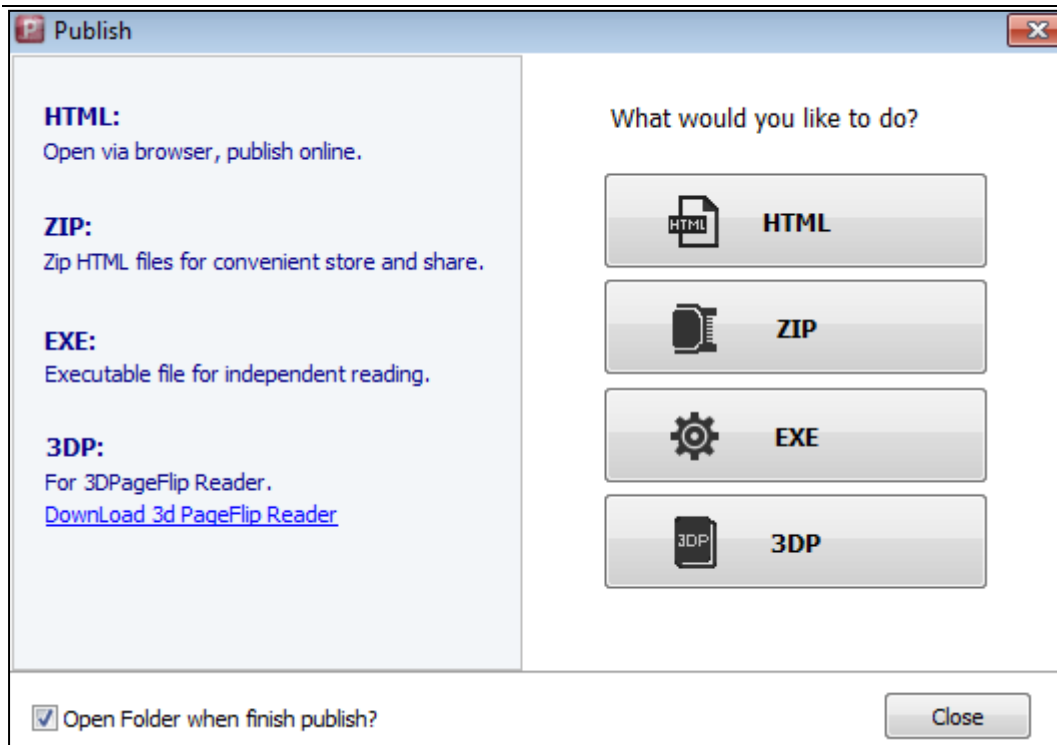 Publish
HTML:
Open via browser, publish online.
ZIP:
Zip HTML files for convenient store and share.
EXE:
Executable file for independent reading.
3DP:
For 3DPageFlip Reader.
DownLoad 3d PageFlip Reader
What would you like to do?
HTML HTML
ZIP
EXE
3DP 3DP
Open Folder when finish publish?
Close